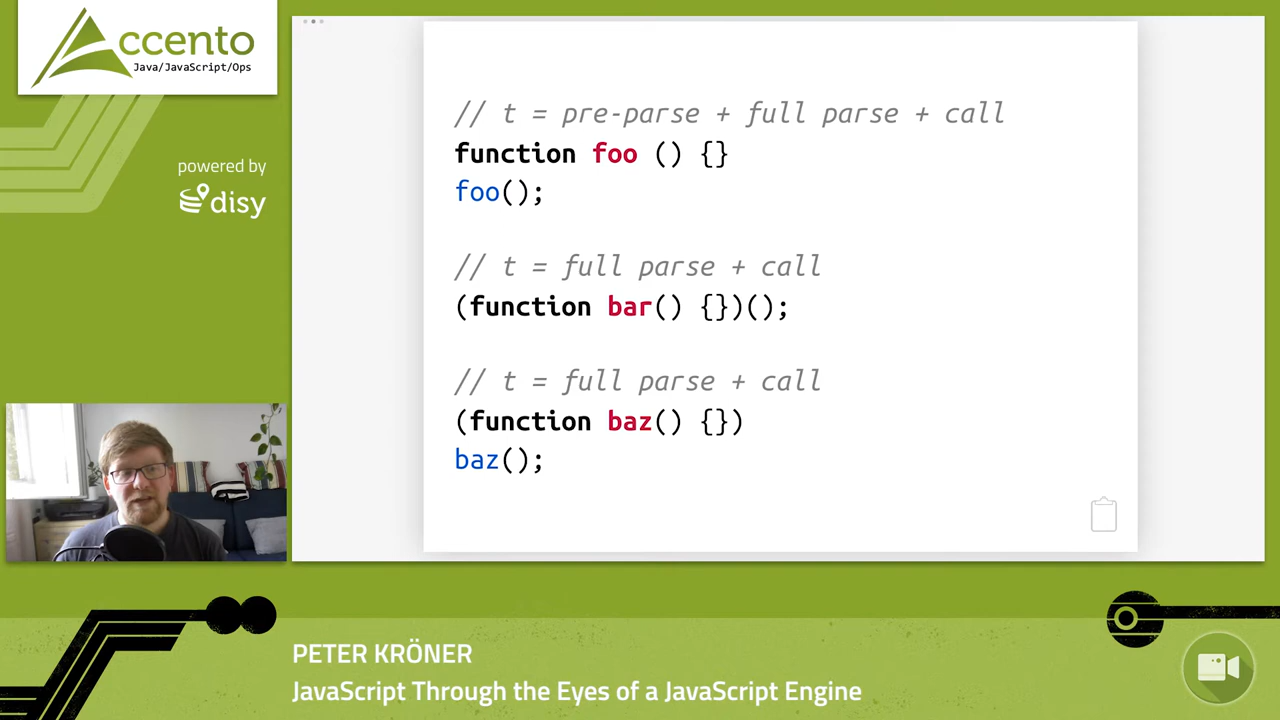 Accento
Java/JavaScript/Ops
powered by
disy
// t = pre-parse + full parse + call
function foo () {}
foo();
// t = full parse + call
(function bar() {})();
// t = full parse + call
(function baz() {})
baz();
PETER KRÖNER
JavaScript Through the Eyes of a JavaScript Engine